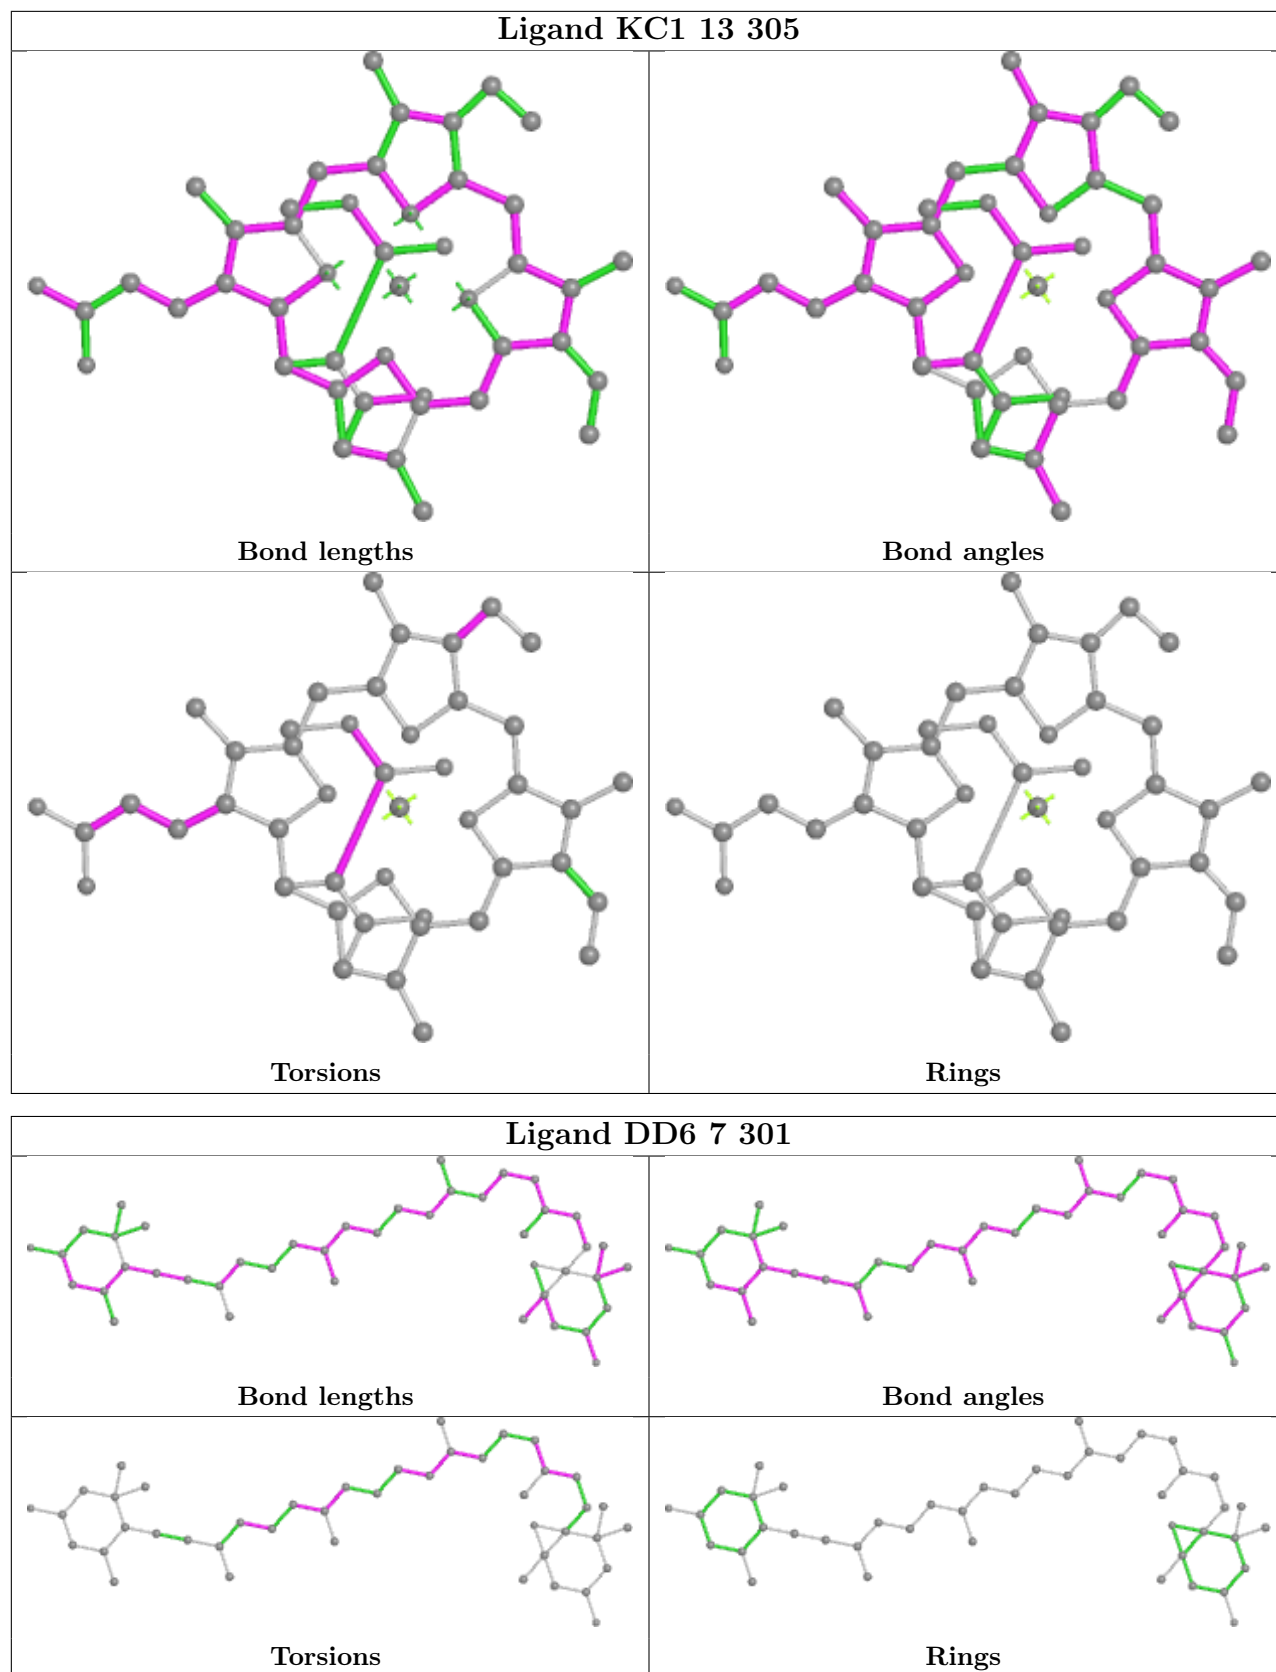 Ligand KC1 13 305
Bond lengths
Bond angles
Torsions
Rings
Ligand DD6 7 301
Bond lengths
Bond angles
Torsions
Rings